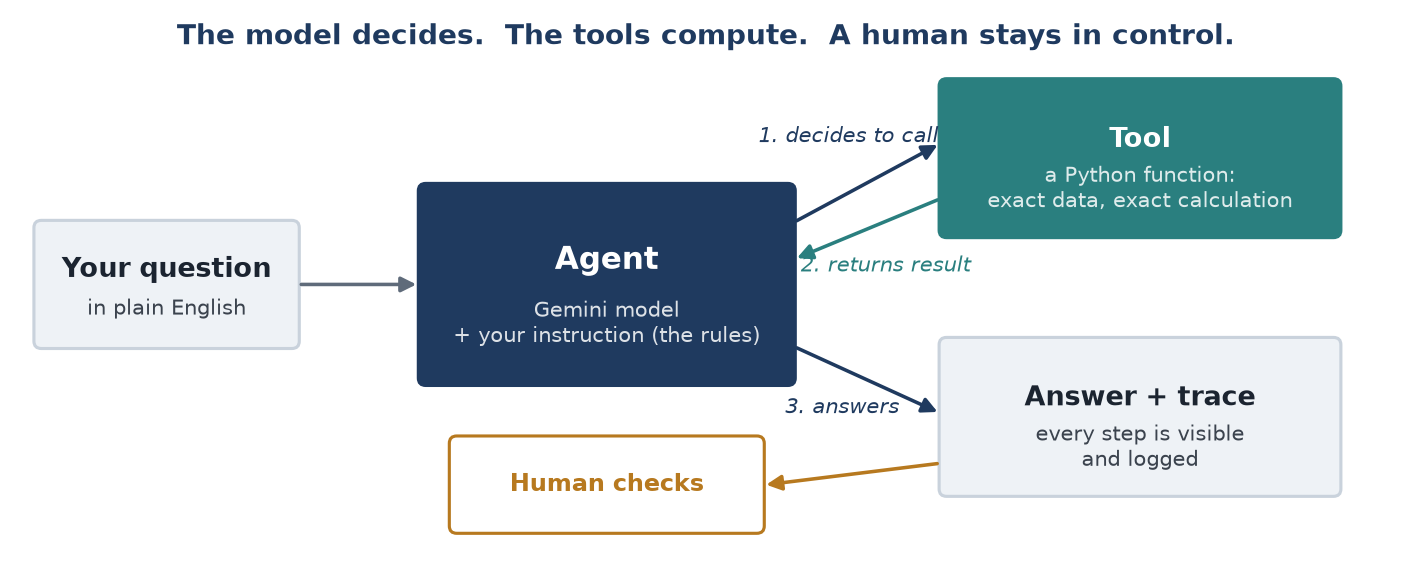 The model decides.  The tools compute.  A human stays in control.
Your question
in plain English
Agent
Gemini model
+ your instruction (the rules)
1. decides to call
Tool
a Python function:
exact data, exact calculation
2. returns result
3. answers
Answer + trace
every step is visible
and logged
Human checks